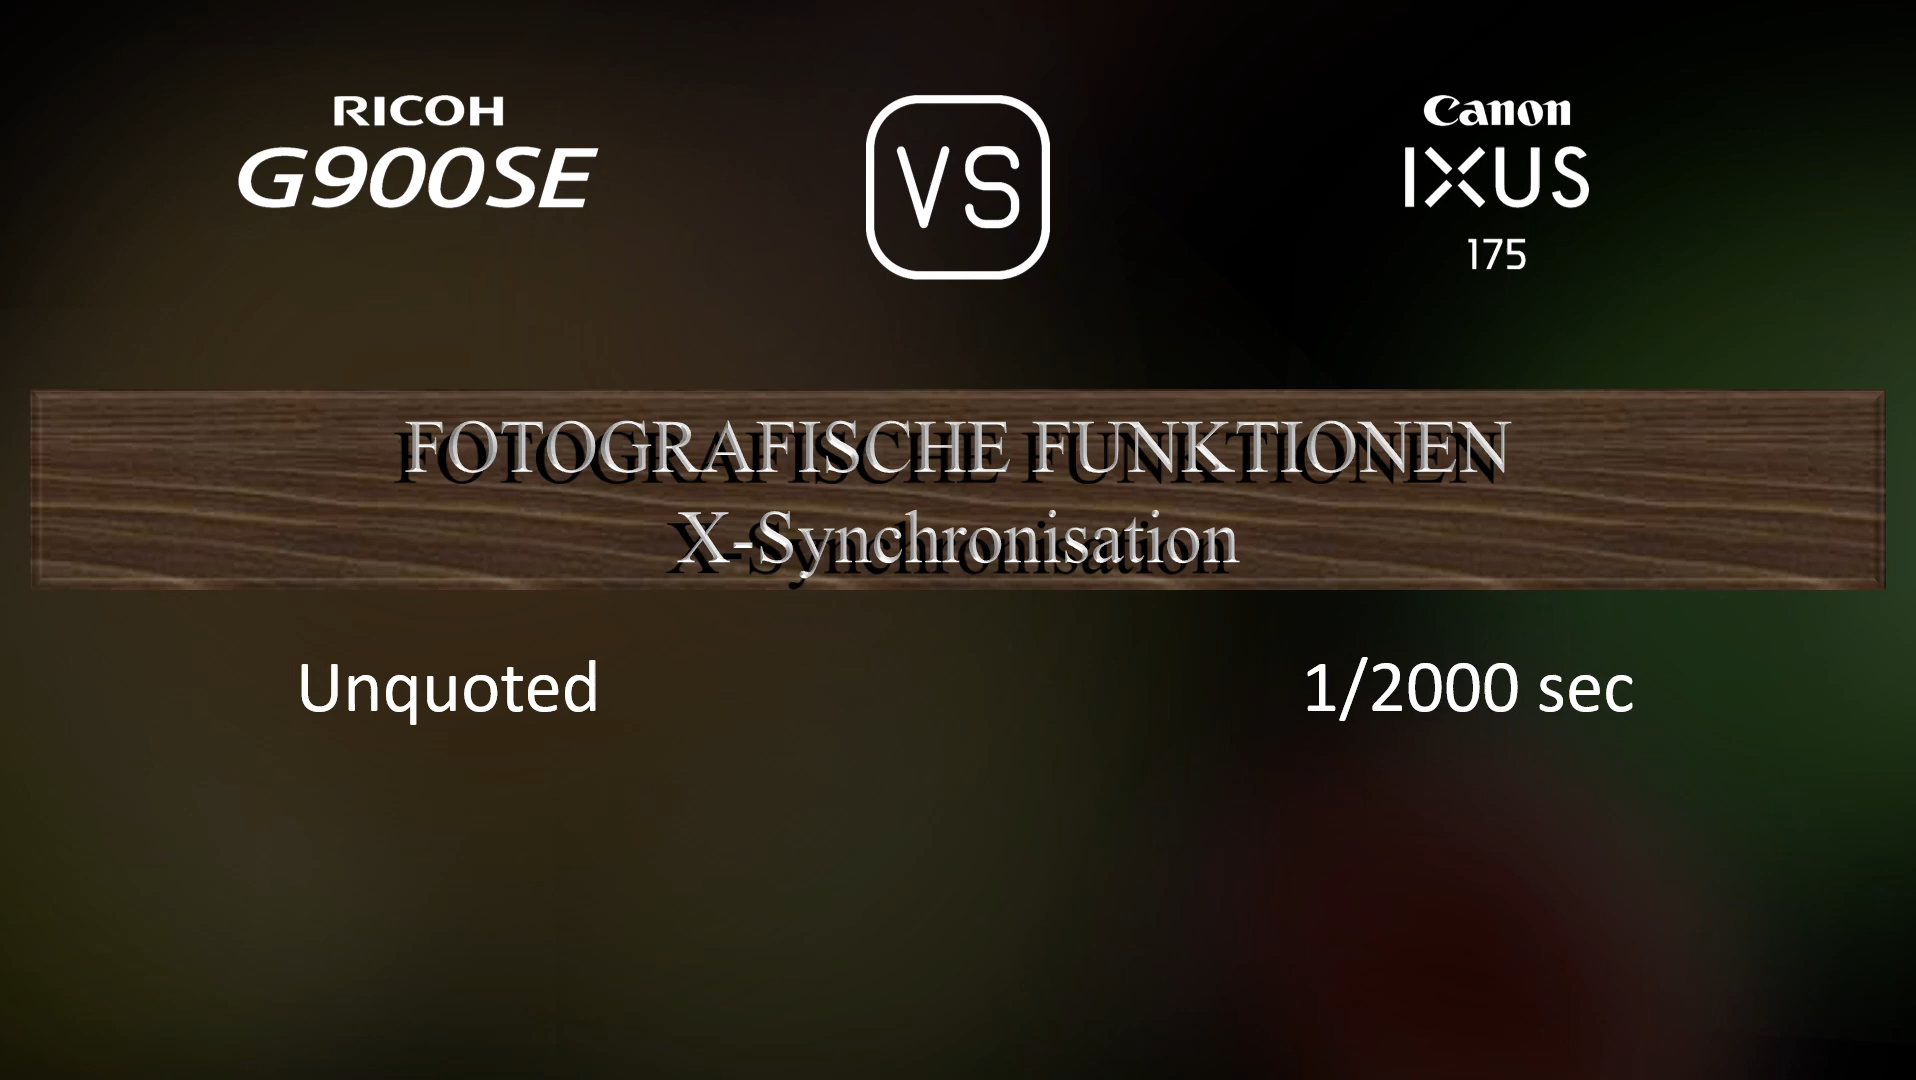 RICOH
G900SE
VS
Canon
IXUS
175
FOTOGRAFISCHE FUNKTIONEN
X-Synchronisation
Unquoted
1/2000 sec